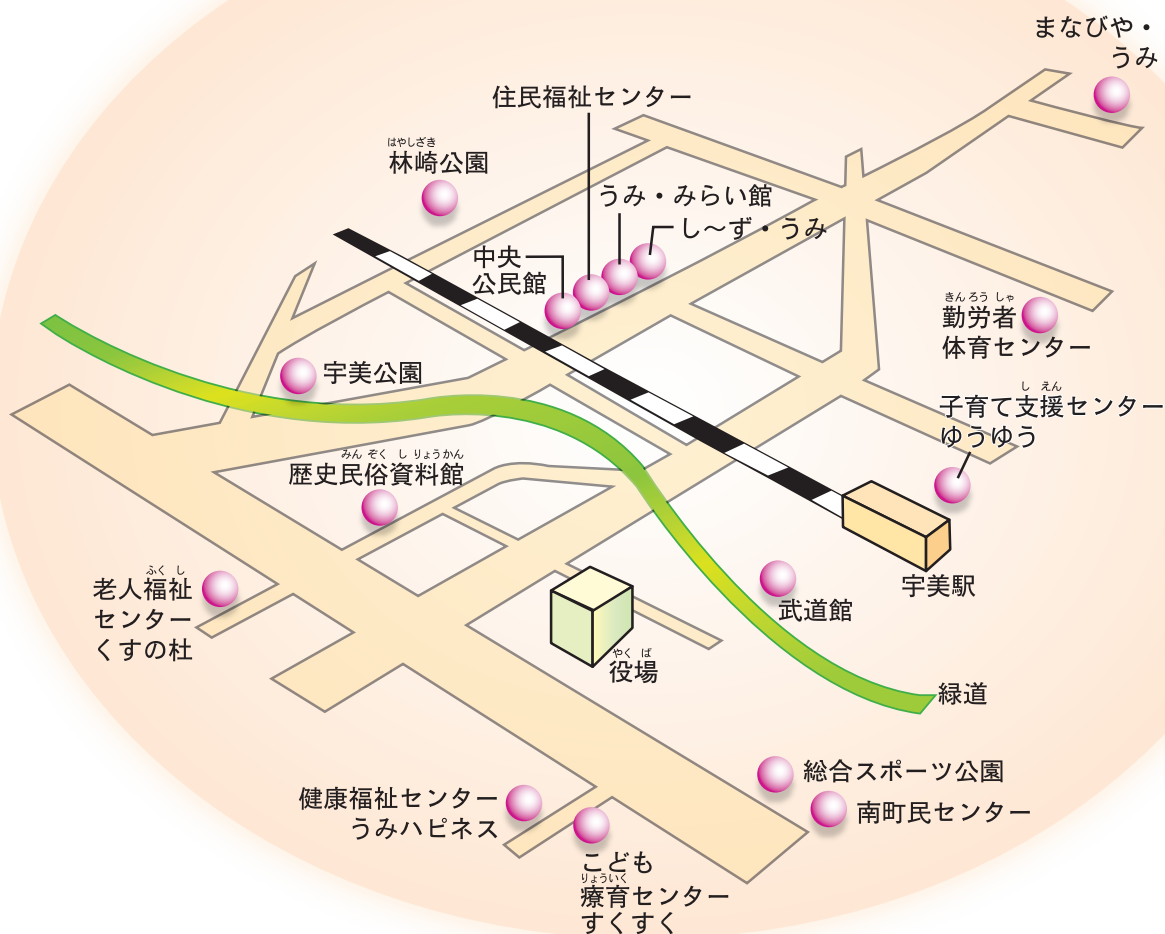 まなびや・
うみ
住民福祉センター
はやしざき
林崎公園
うみ・みらい館
し～ず・うみ
中央
公民館
きんろうしゃ
勤労者
体育センター
宇美公園
しえん
子育て支援センター
ゆうゆう
みんぞくしりょうかん
歴史民俗資料館
ふくし
老人福祉
センター
くすの杜
宇美駅
武道館
やくば
役場
緑道
総合スポーツ公園
南町民センター
健康福祉センター
うみハピネス
こども
りょういく
療育センター
すくすく